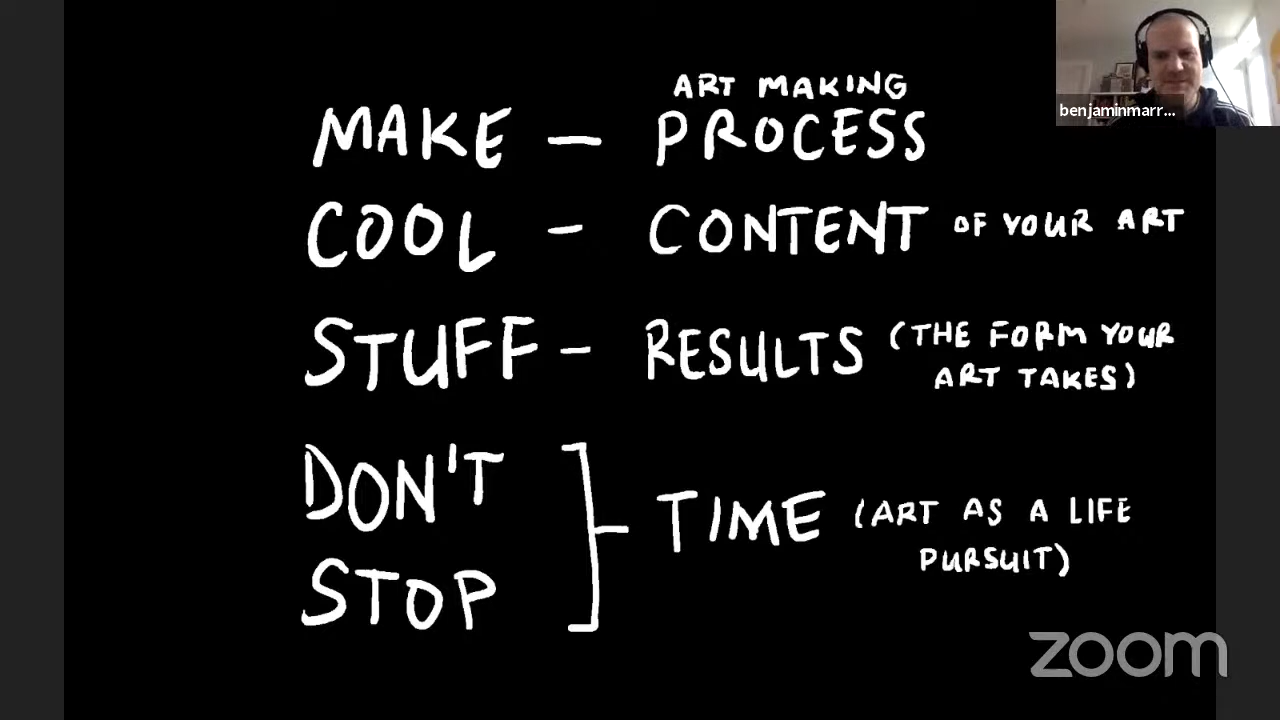 ART MAKING
MAKE — PROCESS
COOL - CONTENT OF YOUR ART
STUFF - RESULTS (THE FORM YOUR
ART TAKES)
DON'T
TIME (ART AS A LIFE
PURSUIT)
STOP
benjaminmarr...
zoom